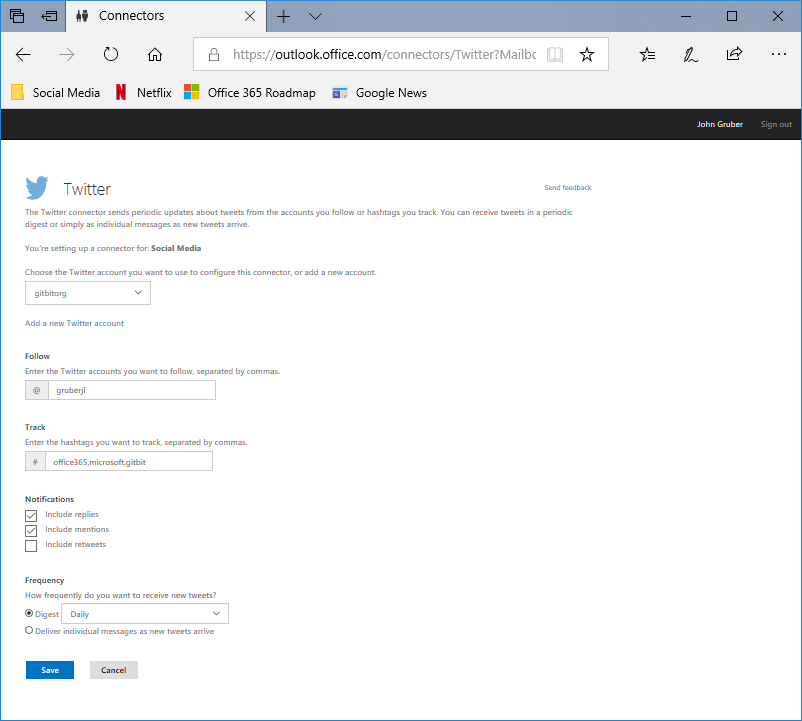 Connectors
https://outlook.office.com/connectors/Twitter?Mailbc
Social Media
Netflix
Office 365 Roadmap
Google News
John Gruber
Sign out
Twitter
Send feedback
The Twitter connector sends periodic updates about tweets from the accounts you follow or hashtags you track. You can receive tweets in a periodic
digest or simply as individual messages as new tweets arrive.
You're setting up a connector for: Social Media
Choose the Twitter account you want to use to configure this connector, or add a new account.
gitbitorg
Add a new Twitter account
Follow
Enter the Twitter accounts you want to follow, separated by commas.
@ gruberjl
Track
Enter the hashtags you want to track, separated by commas.
# office365,microsoft,gitbit
Notifications
Include replies
Include mentions
Include retweets
Frequency
How frequently do you want to receive new tweets?
Digest Daily
Deliver individual messages as new tweets arrive
Save Cancel